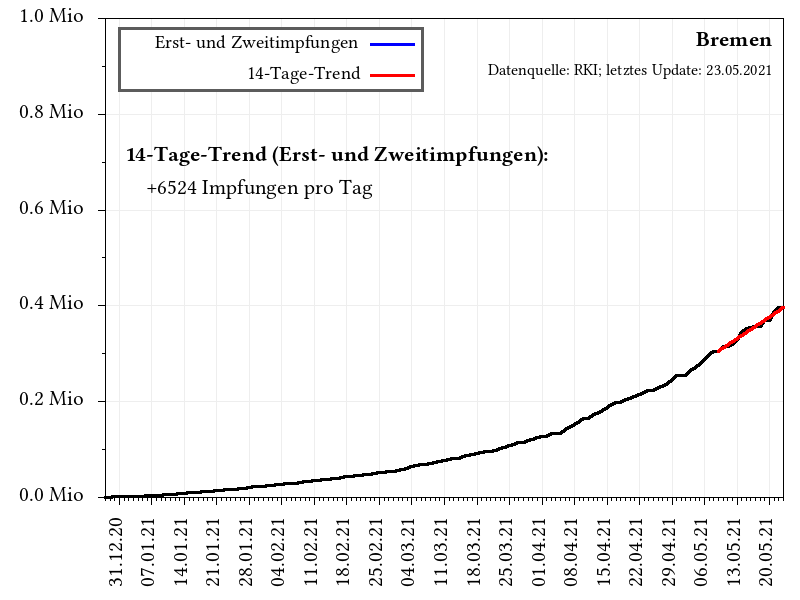 1.0 Mio
0.8 Mio
0.6 Mio
0.4 Mio
0.2 Mio
0.0 Mio
Erst- und Zweitimpfungen
14-Tage-Trend
Bremen
Datenquelle: RKI; letztes Update: 23.05.2021
14-Tage-Trend (Erst- und Zweitimpfungen):
+6524 Impfungen pro Tag
31.12.20
07.01.21
14.01.21
21.01.21
28.01.21
04.02.21
11.02.21
18.02.21
25.02.21
04.03.21
11.03.21
18.03.21
25.03.21
01.04.21
08.04.21
15.04.21
22.04.21
29.04.21
06.05.21
13.05.21
20.05.21